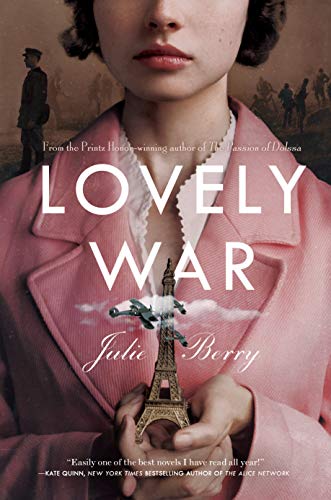 From the Printz Honor–winning author of The Passion of Dolssa
LOVELY
WAR
Julie Berry
"Easily one of the best novels I have read all year!"
—KATE QUINN, NEW YORK TIMES BESTSELLING AUTHOR OF THE ALICE NETWORK